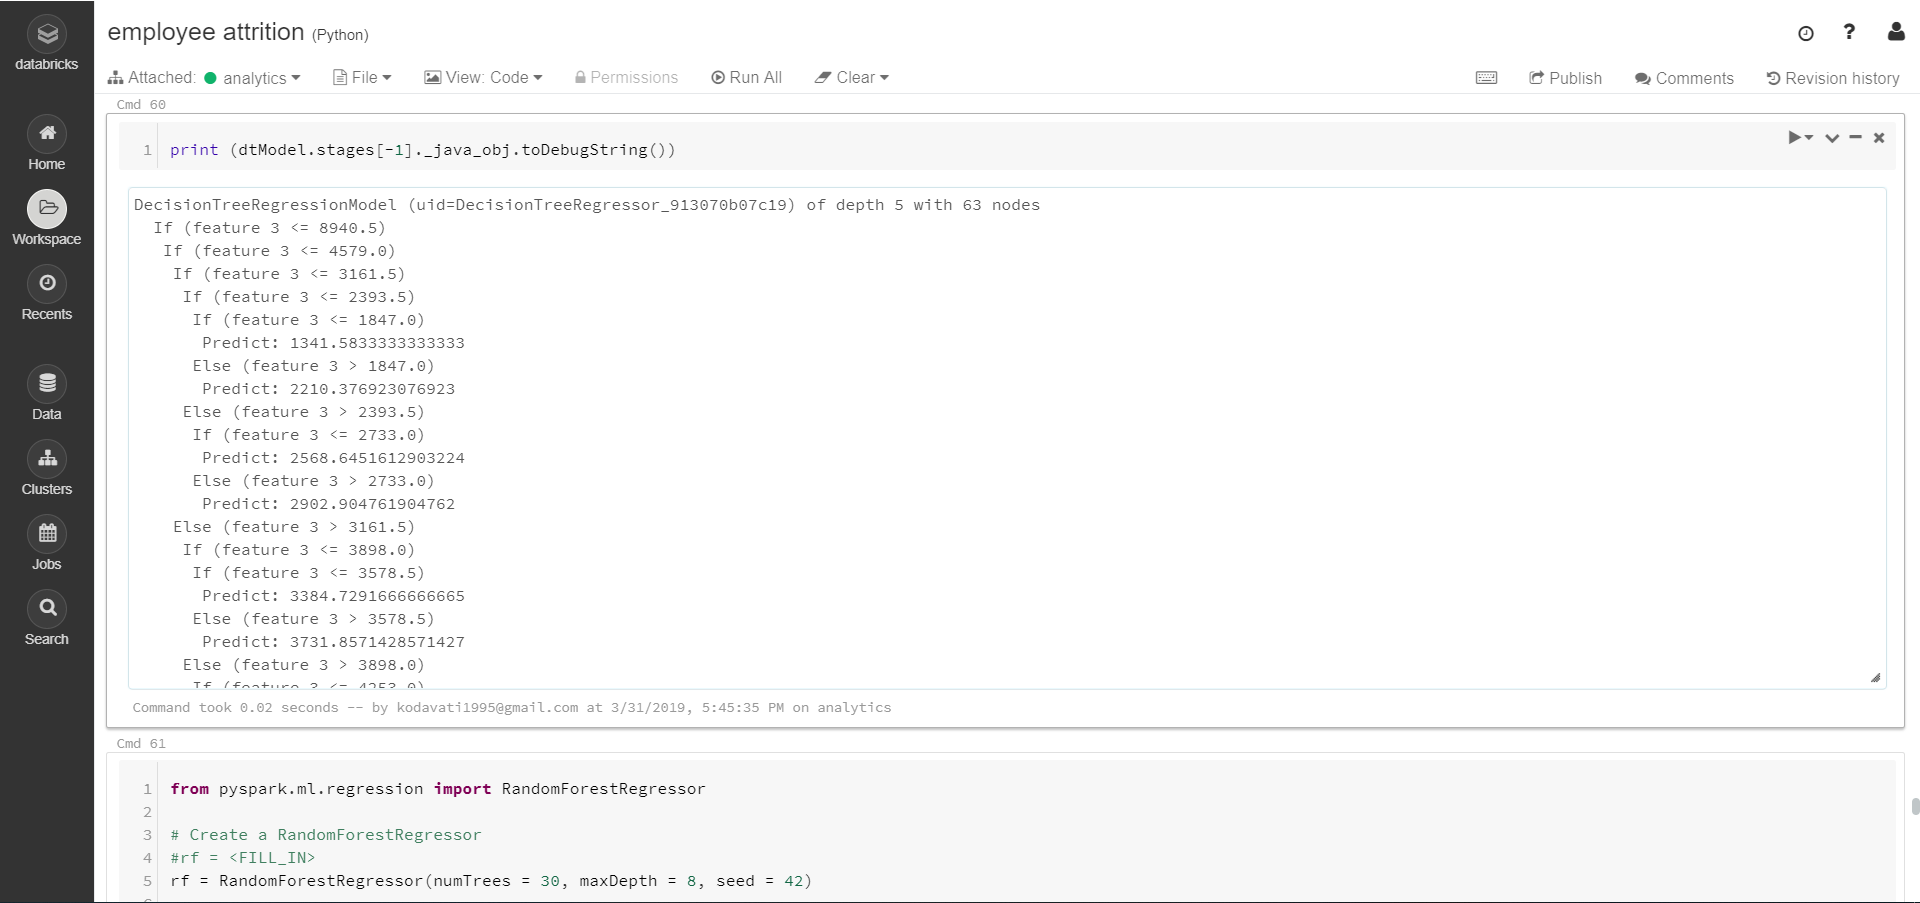 databricks
Home
Workspace
Recents
Data
Clusters
Jobs
Search
employee attrition (Python)
Attached: analytics File View: Code Permissions Run All Clear Publish Comments Revision history
Cmd 60
1 print (dtModel.stages[-1]._java_obj.toDebugString())
DecisionTreeRegressionModel (uid=DecisionTreeRegressor_913070b07c19) of depth 5 with 63 nodes
If (feature 3 <= 8940.5)
If (feature 3 <= 4579.0)
If (feature 3 <= 3161.5)
If (feature 3 <= 2393.5)
If (feature 3 <= 1847.0)
Predict: 1341.5833333333333
Else (feature 3 > 1847.0)
Predict: 2210.376923076923
Else (feature 3 > 2393.5)
If (feature 3 <= 2733.0)
Predict: 2568.6451612903224
Else (feature 3 > 2733.0)
Predict: 2902.904761904762
Else (feature 3 > 3161.5)
If (feature 3 <= 3898.0)
If (feature 3 <= 3578.5)
Predict: 3384.7291666666665
Else (feature 3 > 3578.5)
Predict: 3731.8571428571427
Else (feature 3 > 3898.0)
If (feature 3 <= 4253.0)
Command took 0.02 seconds -- by kodavati1995@gmail.com at 3/31/2019, 5:45:35 PM on analytics
Cmd 61
1 from pyspark.ml.regression import RandomForestRegressor
2
3 # Create a RandomForestRegressor
4 #rf = <FILL_IN>
5 rf = RandomForestRegressor(numTrees = 30, maxDepth = 8, seed = 42)